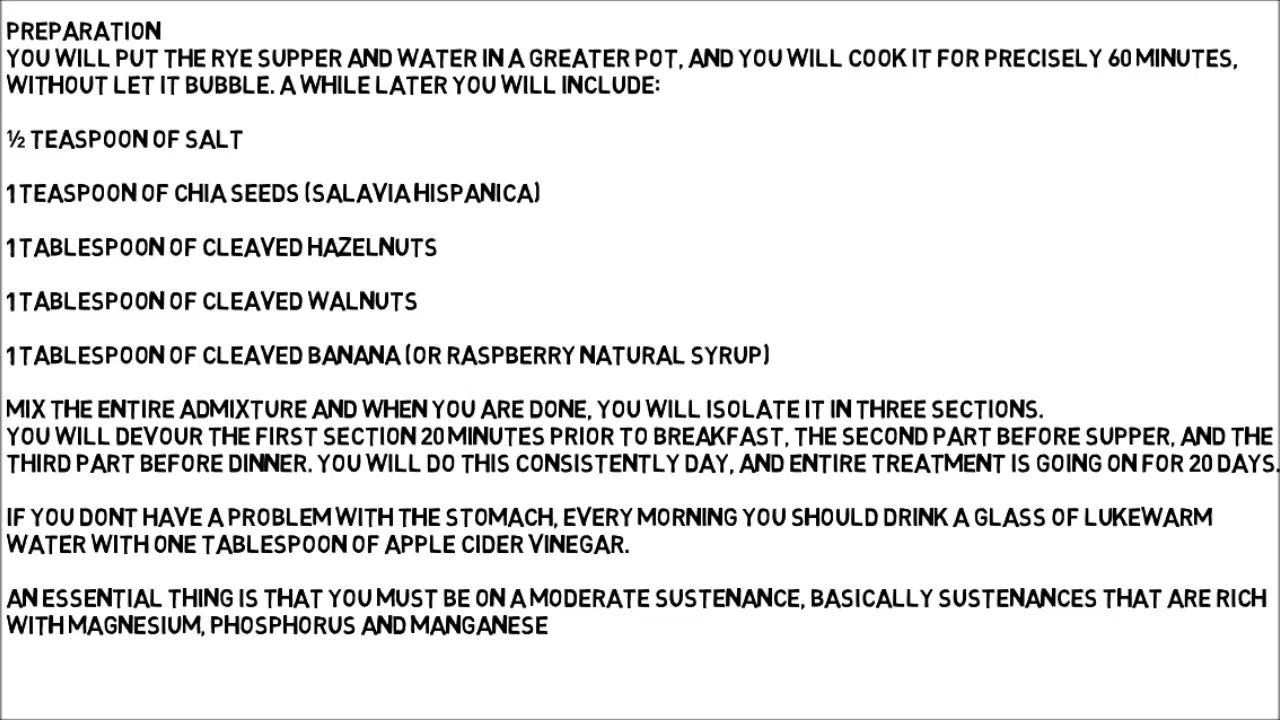 PREPARATION
YOU WILL PUT THE RYE SUPPER AND WATER IN A GREATER POT, AND YOU WILL COOK IT FOR PRECISELY 60 MINUTES,
WITHOUT LET IT BUBBLE. A WHILE LATER YOU WILL INCLUDE:
½ TEASPOON OF SALT
1 TEASPOON OF CHIA SEEDS (SALAVIA HISPANICA)
1 TABLESPOON OF CLEAVED HAZELNUTS
1 TABLESPOON OF CLEAVED WALNUTS
1 TABLESPOON OF CLEAVED BANANA (OR RASPBERRY NATURAL SYRUP)
MIX THE ENTIRE ADMIXTURE AND WHEN YOU ARE DONE, YOU WILL ISOLATE IT IN THREE SECTIONS.
YOU WILL DEVOUR THE FIRST SECTION 20 MINUTES PRIOR TO BREAKFAST, THE SECOND PART BEFORE SUPPER, AND THE
THIRD PART BEFORE DINNER. YOU WILL DO THIS CONSISTENTLY DAY, AND ENTIRE TREATMENT IS GOING ON FOR 20 DAYS.
IF YOU DONT HAVE A PROBLEM WITH THE STOMACH, EVERY MORNING YOU SHOULD DRINK A GLASS OF LUKEWARM
WATER WITH ONE TABLESPOON OF APPLE CIDER VINEGAR.
AN ESSENTIAL THING IS THAT YOU MUST BE ON A MODERATE SUSTENANCE, BASICALLY SUSTENANCES THAT ARE RICH
WITH MAGNESIUM, PHOSPHORUS AND MANGANESE